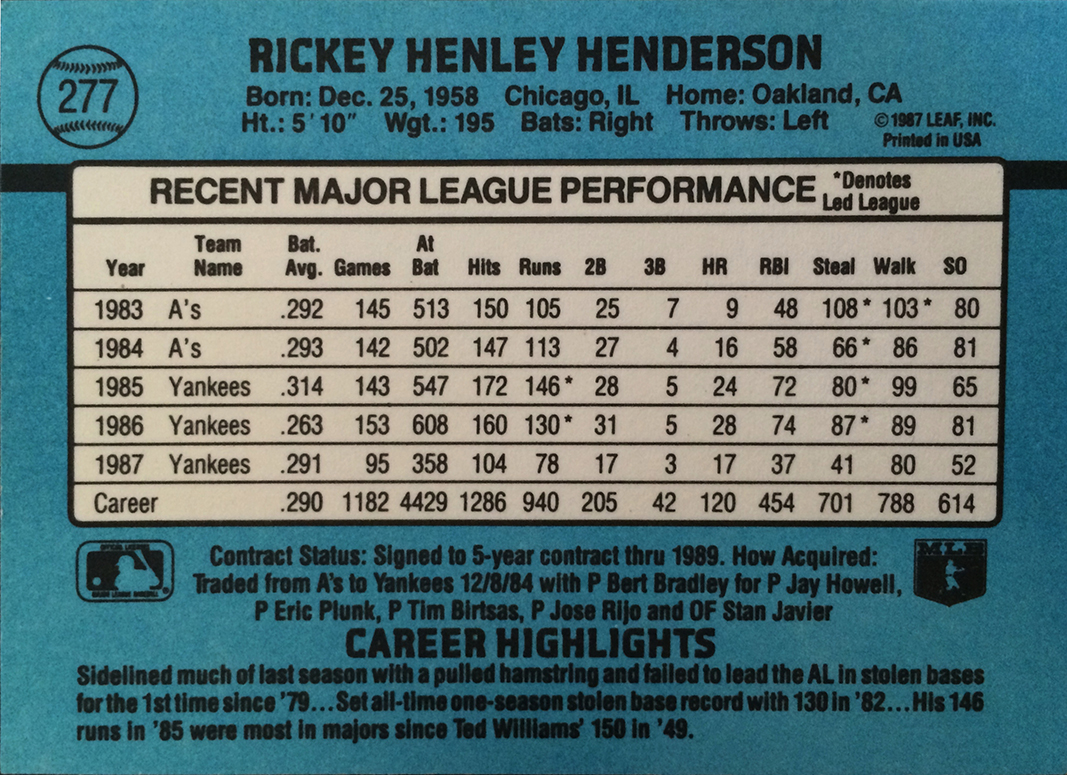 277
RICKEY HENLEY HENDERSON
Born: Dec. 25, 1958 Chicago, IL Home: Oakland, CA
Ht.: 5'10" Wgt.: 195 Bats: Right Throws: Left
©1987 LEAF, INC.
Printed in USA
RECENT MAJOR LEAGUE PERFORMANCE *Denotes Led League
Year Team Name Bat. Avg. Games At Bat Hits Runs 2B 3B HR RBI Steal Walk SO
1983 A's .292 145 513 150 105 25 7 9 48 108* 103* 80
1984 A's .293 142 502 147 113 27 4 16 58 66* 86 81
1985 Yankees .314 143 547 172 146* 28 5 24 72 80* 99 65
1986 Yankees .263 153 608 160 130* 31 5 28 74 87* 89 81
1987 Yankees .291 95 358 104 78 17 3 17 37 41 80 52
Career .290 1182 4429 1286 940 205 42 120 454 701 788 614
Contract Status: Signed to 5-year contract thru 1989. How Acquired:
Traded from A's to Yankees 12/8/84 with P Bert Bradley for P Jay Howell,
P Eric Plunk, P Tim Birtsas, P Jose Rijo and OF Stan Javier
MLB
CAREER HIGHLIGHTS
Sidelined much of last season with a pulled hamstring and failed to lead the AL in stolen bases
for the 1st time since '79...Set all-time one-season stolen base record with 130 in '82...His 146
runs in '85 were most in majors since Ted Williams' 150 in '49.